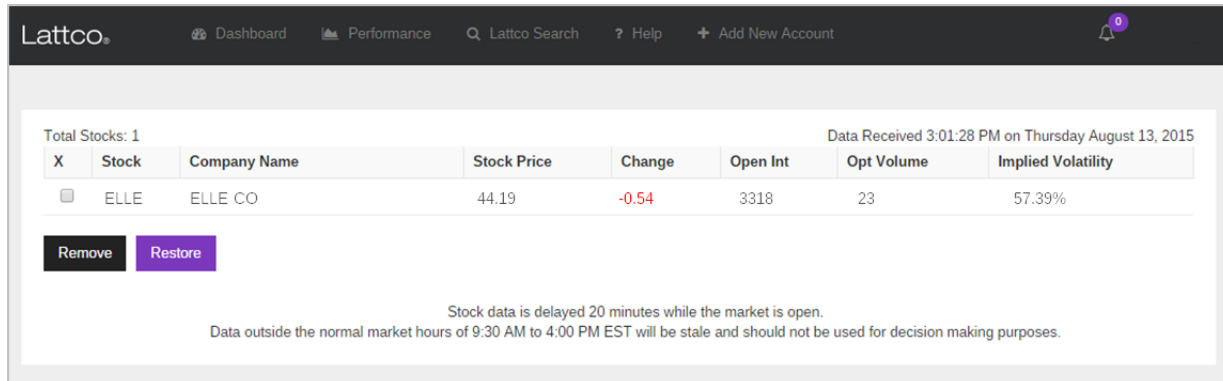 Lattco® Dashboard Performance Lattco Search ? Help + Add New Account 0
Total Stocks: 1 Data Received 3:01:28 PM on Thursday August 13, 2015
X Stock Company Name Stock Price Change Open Int Opt Volume Implied Volatility
ELLE ELLE CO 44.19 -0.54 3318 23 57.39%
Remove Restore
Stock data is delayed 20 minutes while the market is open.
Data outside the normal market hours of 9:30 AM to 4:00 PM EST will be stale and should not be used for decision making purposes.